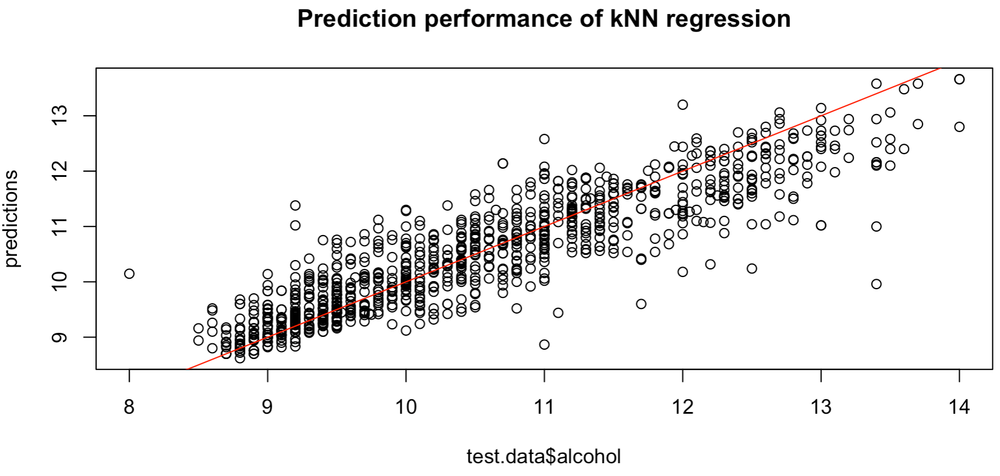 Prediction performance of kNN regression
predictions
13
12
11
10
9
8 9 10 11 12 13 14
test.data$alcohol